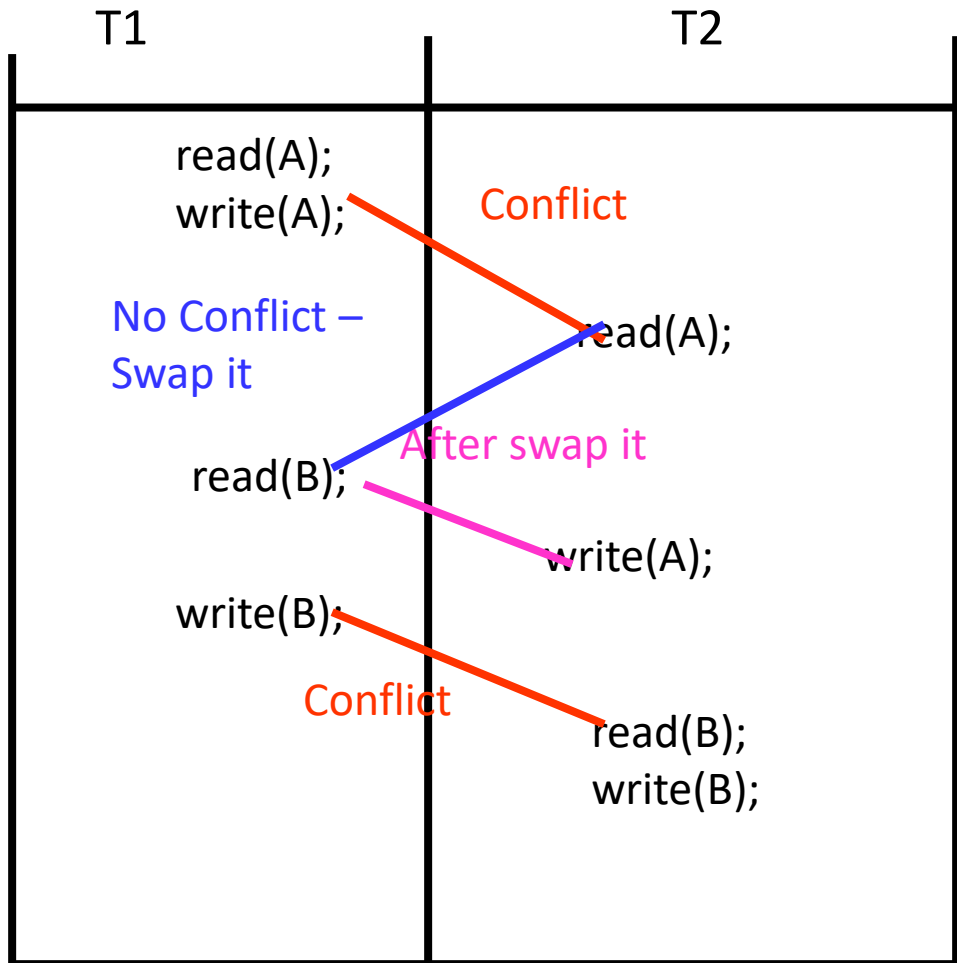 T1 T2
read(A);
write(A);
Conflict
No Conflict –
Swap it
read(A);
After swap it
read(B);
write(A);
write(B);
Conflict
read(B);
write(B);